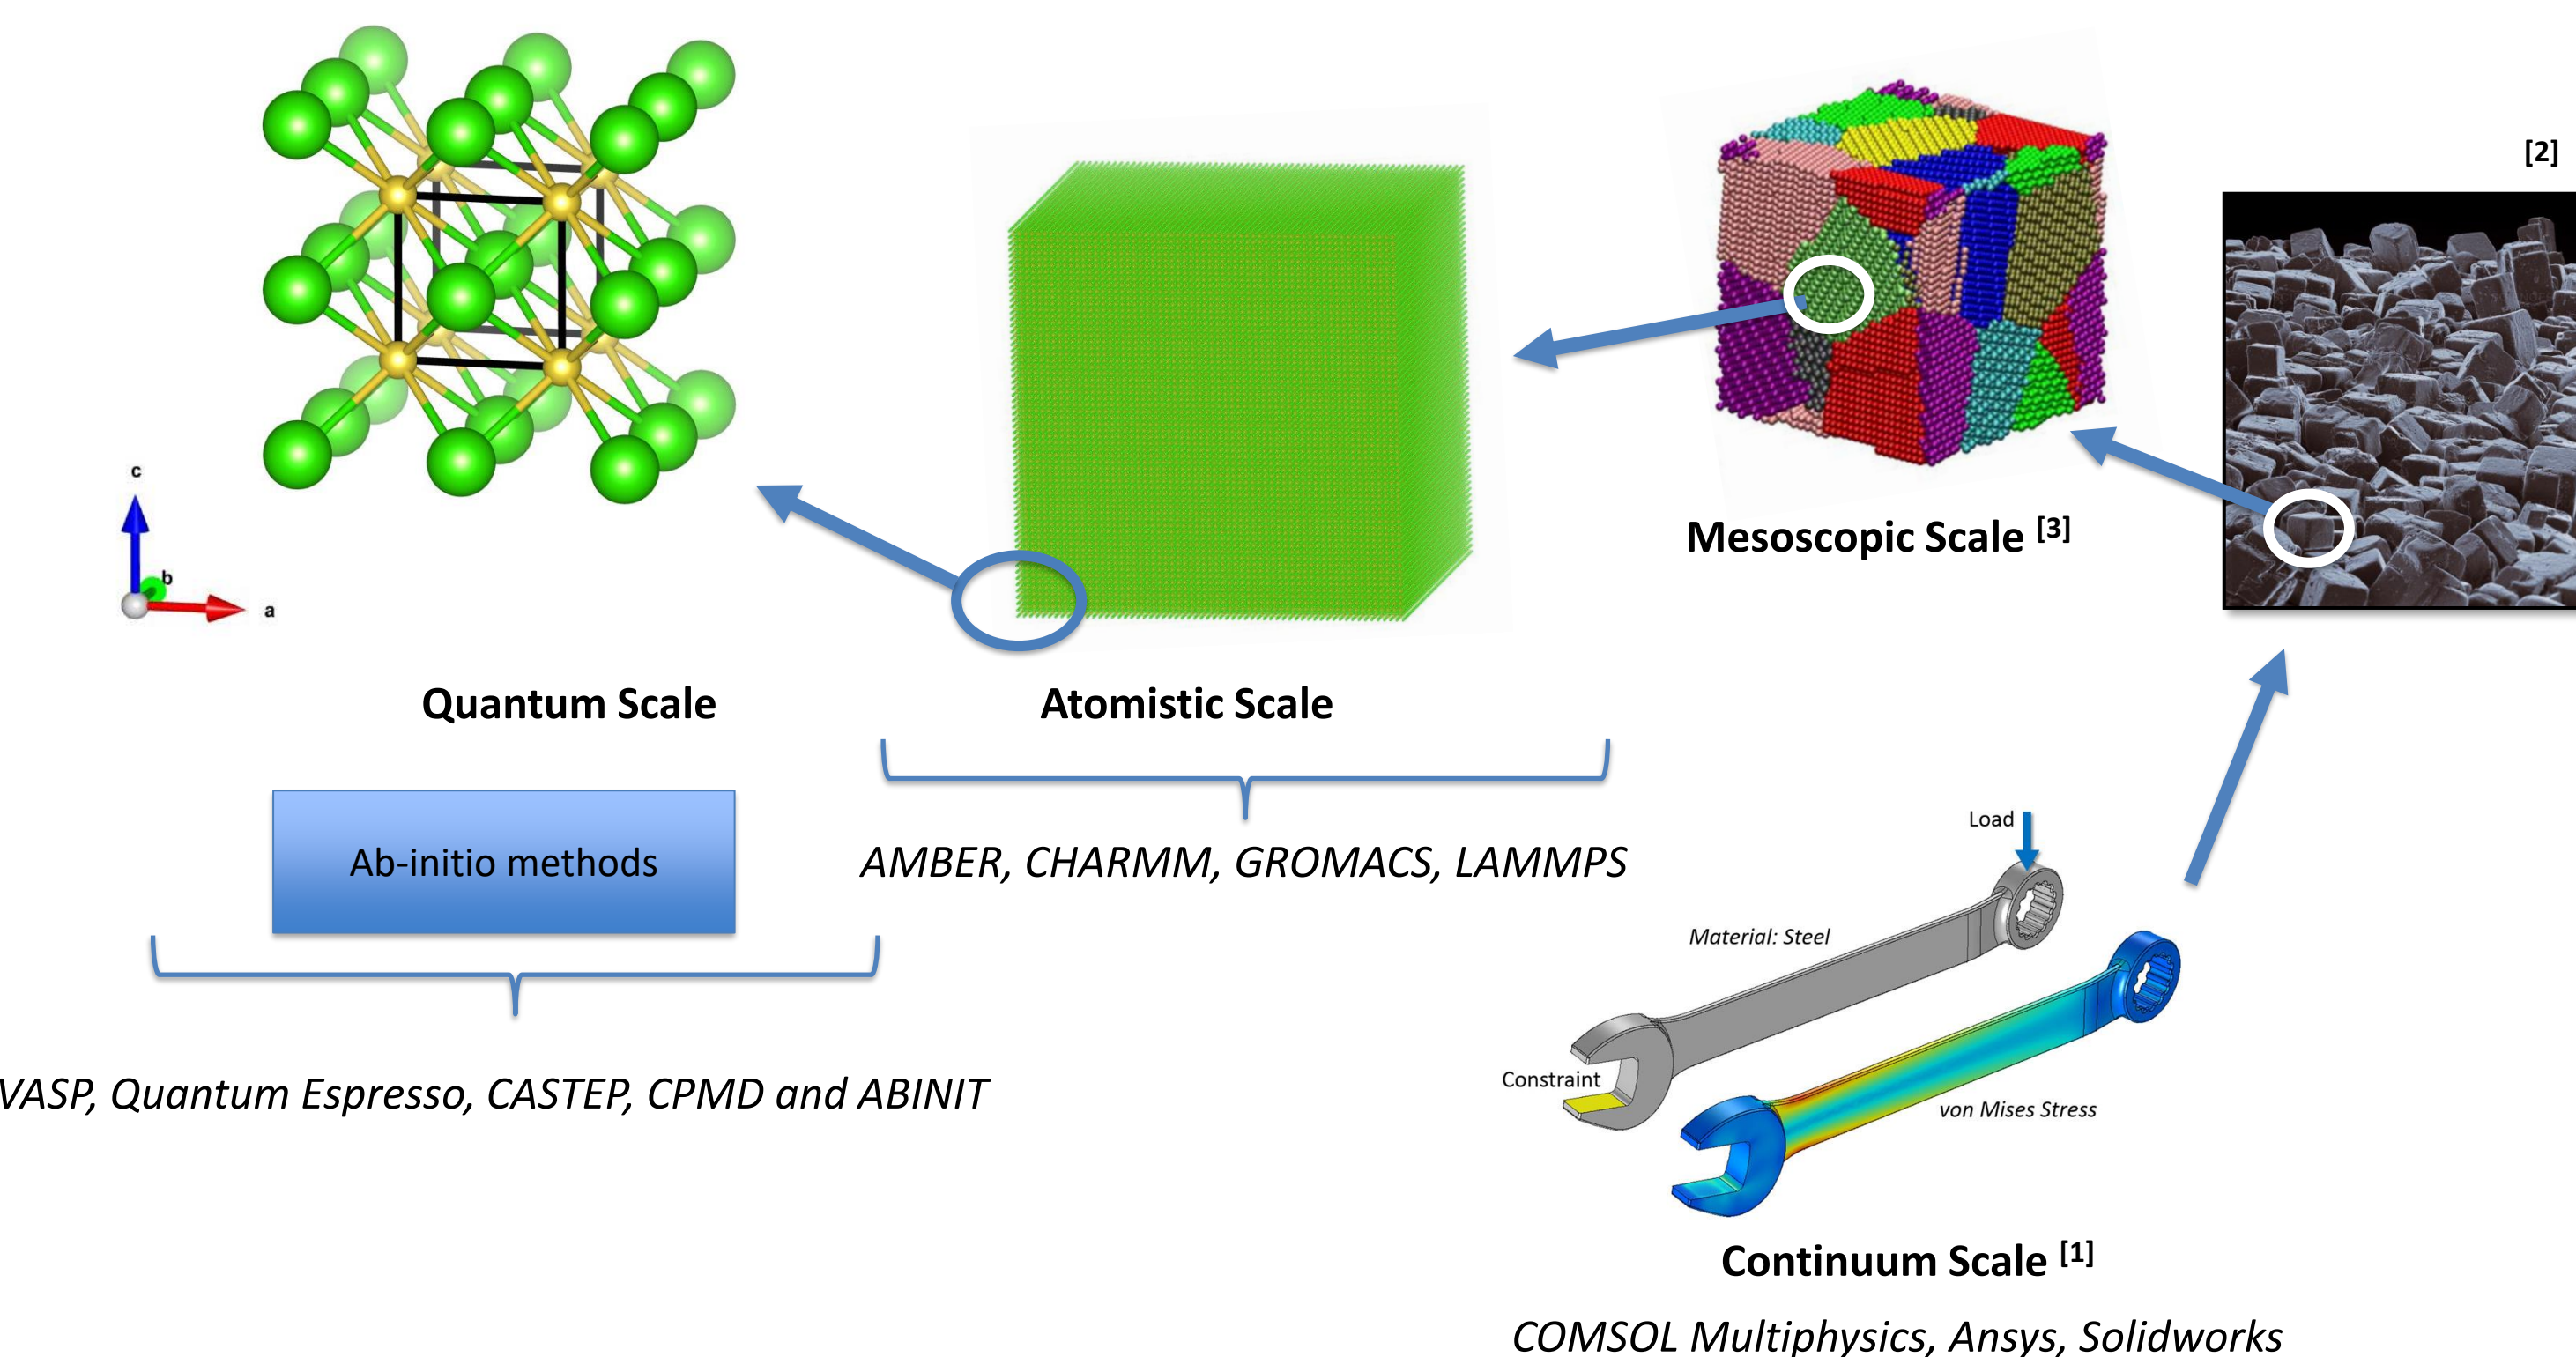 [2]
c
b
a
Mesoscopic Scale [3]
Quantum Scale
Atomistic Scale
Ab-initio methods
AMBER, CHARMM, GROMACS, LAMMPS
VASP, Quantum Espresso, CASTEP, CPMD and ABINIT
Load
Material: Steel
Constraint
von Mises Stress
Continuum Scale [1]
COMSOL Multiphysics, Ansys, Solidworks